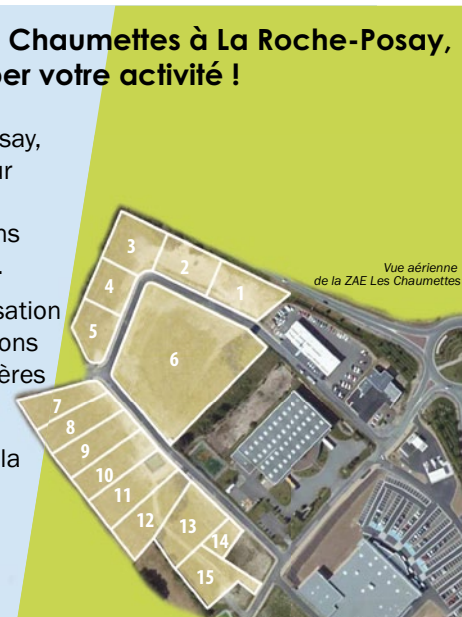 Chaumettes à La Roche-Posay,
per votre activité !
say,
ur
ns
.
sation
ons
ères
la
Vue aérienne
de la ZAE Les Chaumettes
3
2
1
4
5
6
7
8
9
10
11
12
13
14
15